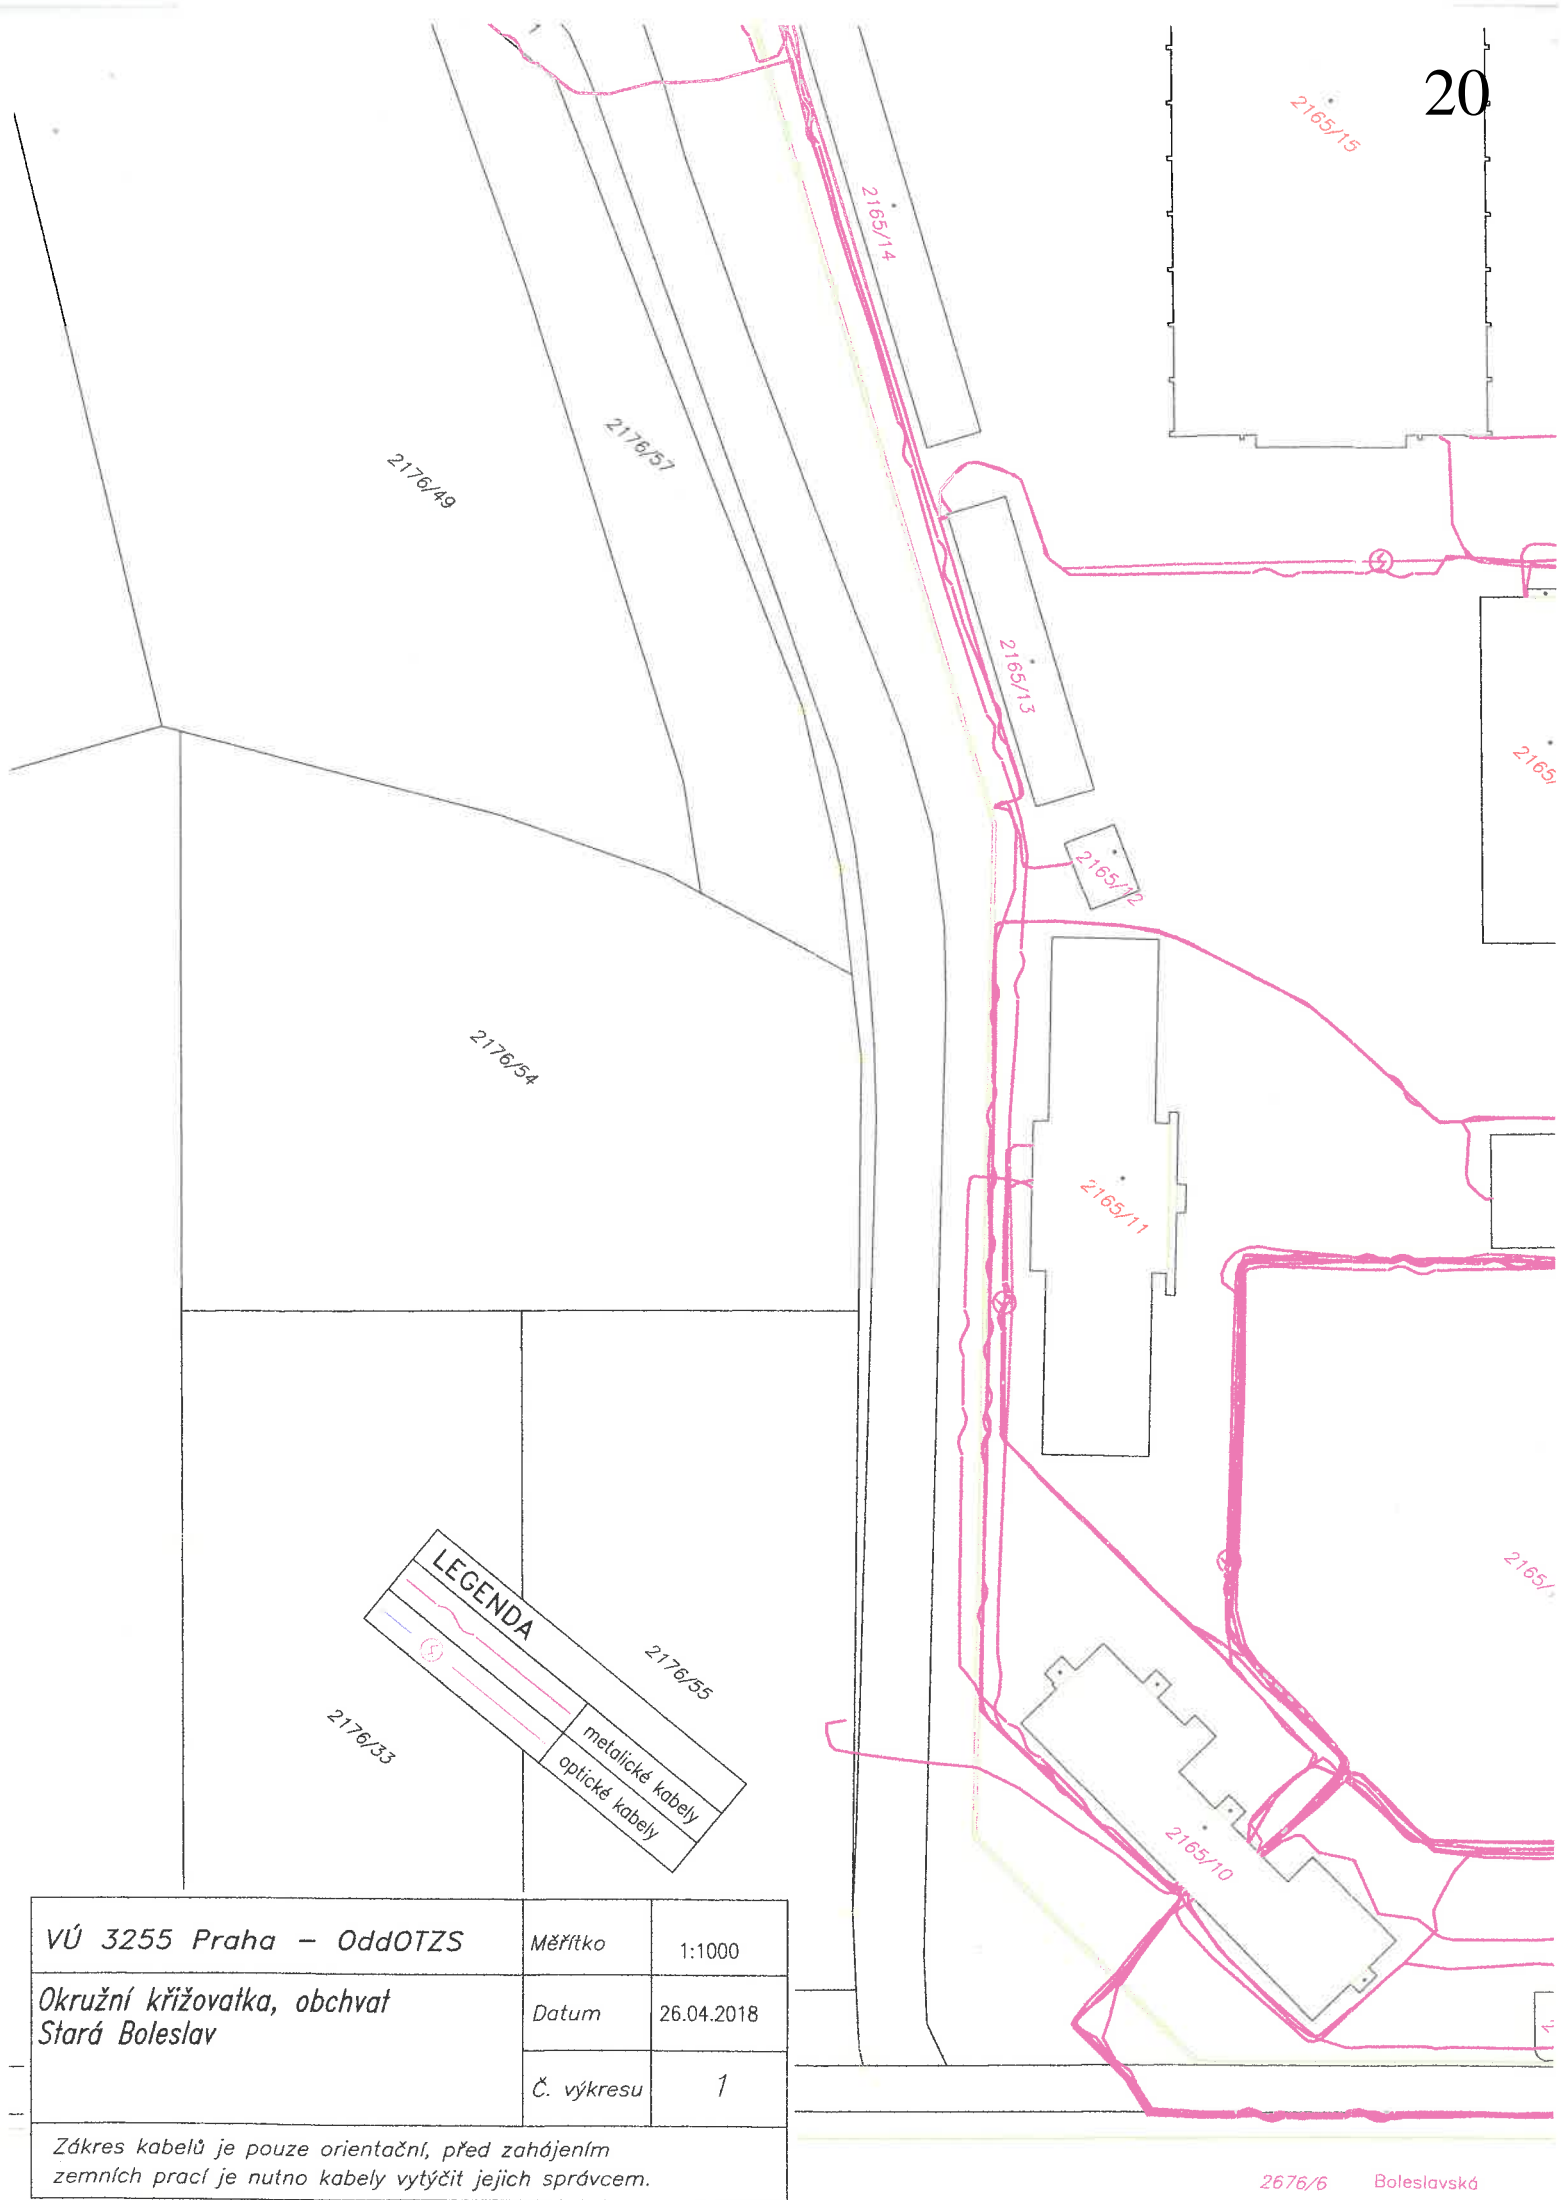 20
2165/15
2165/14
2176/57
2176/49
2165/13
2165/12
2176/54
2165/11
LEGENDA
metalické kabely
optické kabely
2176/55
2176/33
2165/10
VÚ 3255 Praha – OddOTZS
Měřítko
1:1000
Okružní křižovatka, obchvat
Stará Boleslav
Datum
26.04.2018
Č. výkresu
1
Zákres kabelů je pouze orientační, před zahájením
zemních prací je nutno kabely vytýčit jejich správcem.
2676/6 Boleslavská